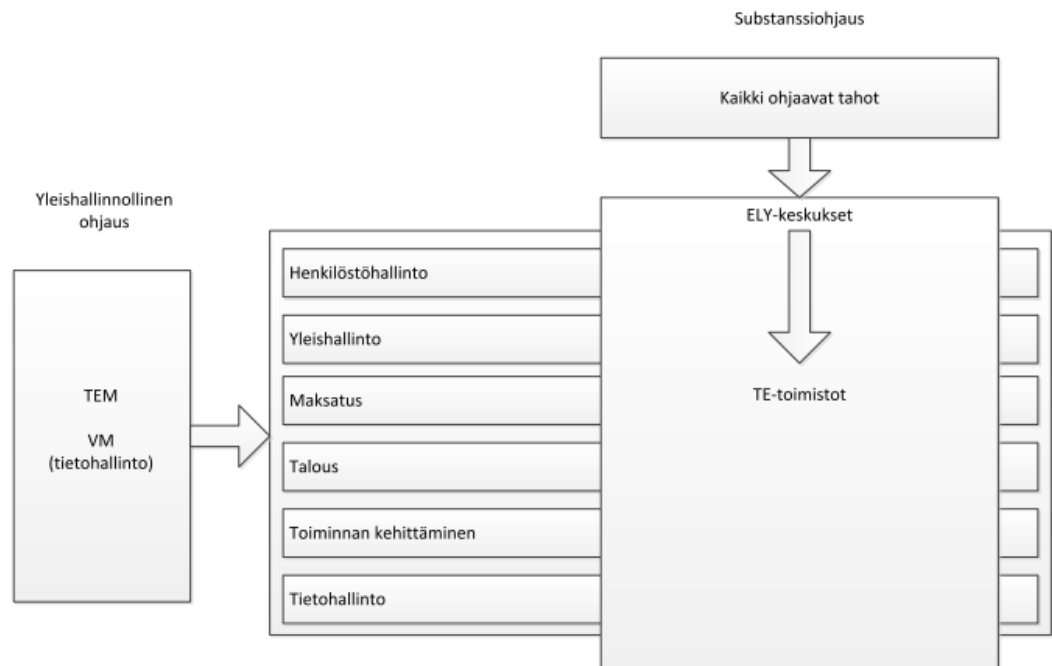 Substanssiohjaus
Kaikki ohjaavat tahot
Yleishallinnollinen
ohjaus
TEM
VM
(tietohallinto)
ELY-keskukset
TE-toimistot
Henkilöstöhallinto
Yleishallinto
Maksatus
Talous
Toiminnan kehittäminen
Tietohallinto